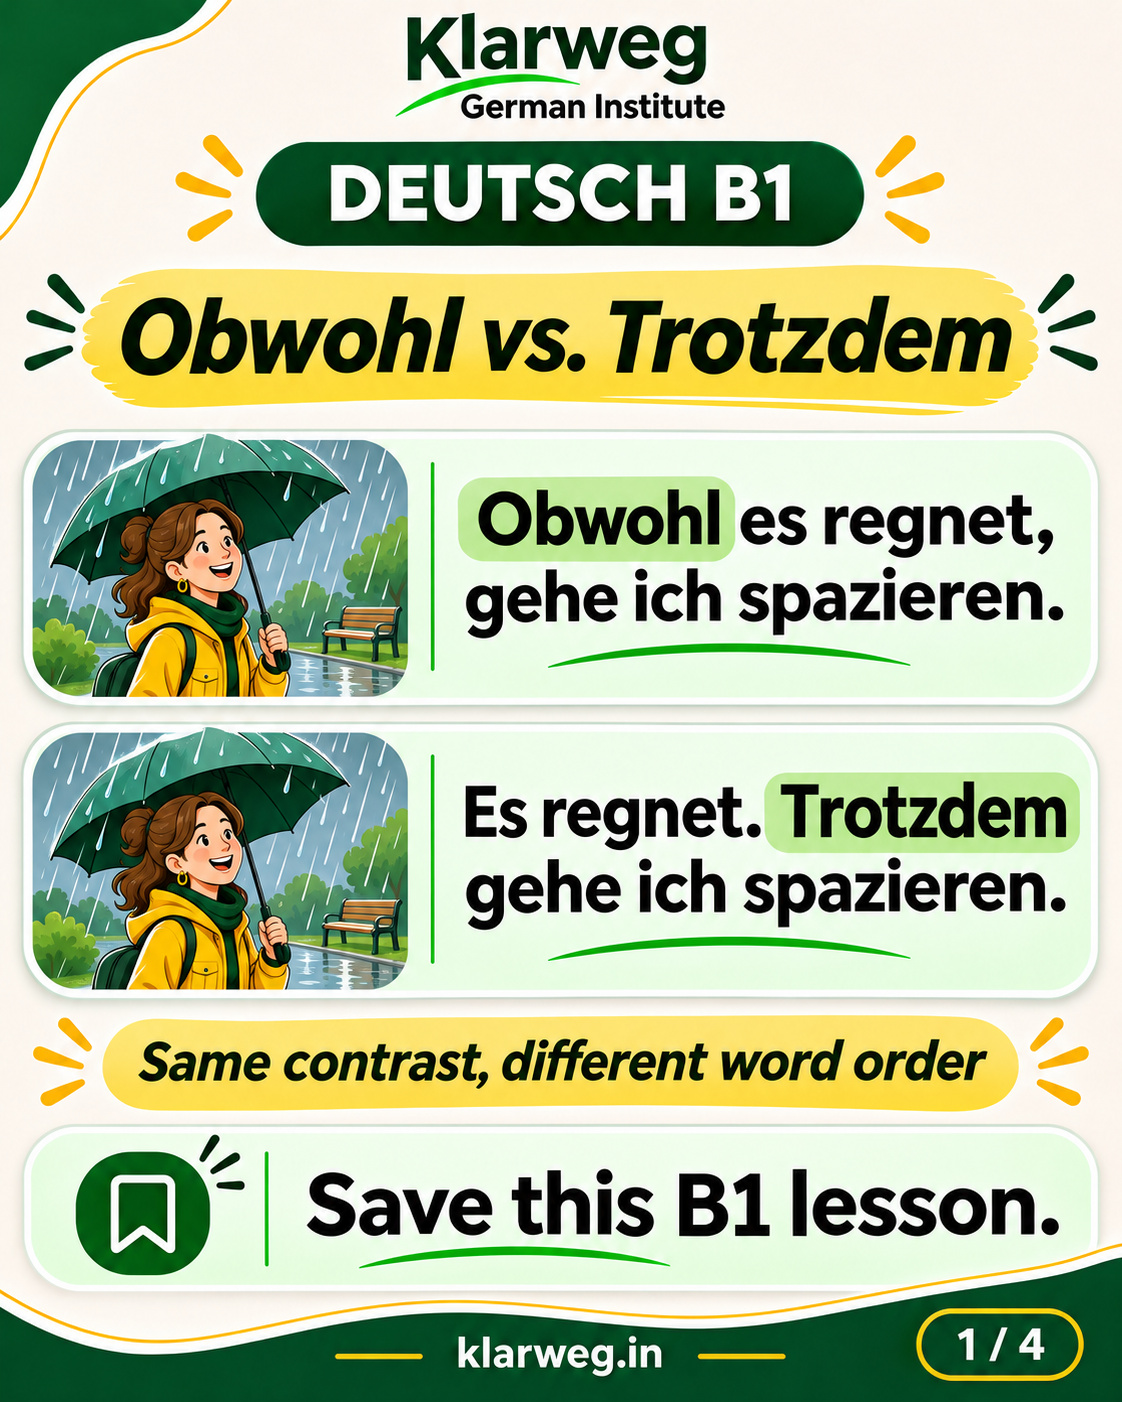 Klarweg
German Institute
DEUTSCH B1
Obwohl vs. Trotzdem
Obwohl es regnet,
gehe ich spazieren.
Es regnet. Trotzdem
gehe ich spazieren.
Same contrast, different word order
Save this B1 lesson.
klarweg.in
1 / 4